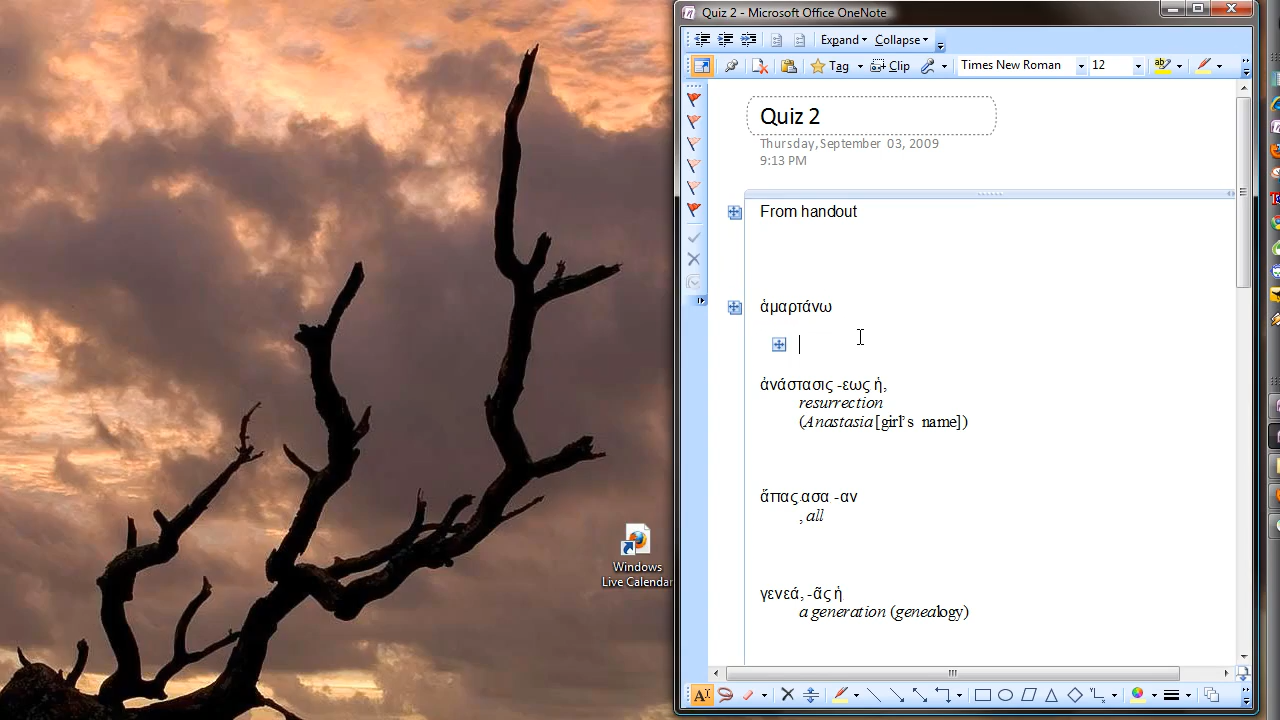 Quiz 2 - Microsoft Office OneNote
Expand Collapse
Tag Clip Times New Roman 12
Quiz 2
Thursday, September 03, 2009
9:13 PM
From handout
ἁμαρτάνω
ἀνάστασις -εως ἡ,
resurrection
(Anastasia [girl's name])
ἅπας ασα -αν
, all
γενεά, -ᾶς ἡ
a generation (genealogy)
Windows
Live Calendar